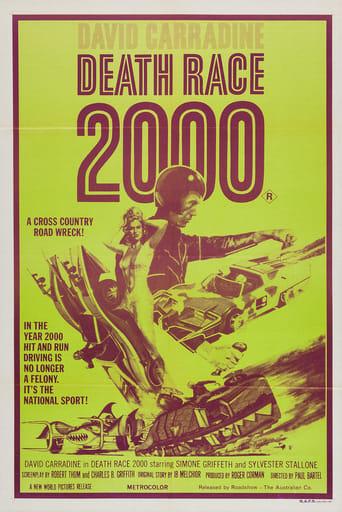 DAVID CARRADINE
DEATH RACE
2000
R
A CROSS COUNTRY
ROAD WRECK!
IN THE
YEAR 2000
HIT AND RUN
DRIVING IS
NO LONGER
A FELONY.
IT'S THE
NATIONAL SPORT!
DAVID CARRADINE in DEATH RACE 2000 starring SIMONE GRIFFETH and SYLVESTER STALLONE
SCREENPLAY BY ROBERT THOM and CHARLES B. GRIFFITH ORIGINAL STORY BY IB MELCHIOR PRODUCED BY ROGER CORMAN DIRECTED BY PAUL BARTEL
A NEW WORLD PICTURES RELEASE METROCOLOR Released by Roadshow - The Australian Co.